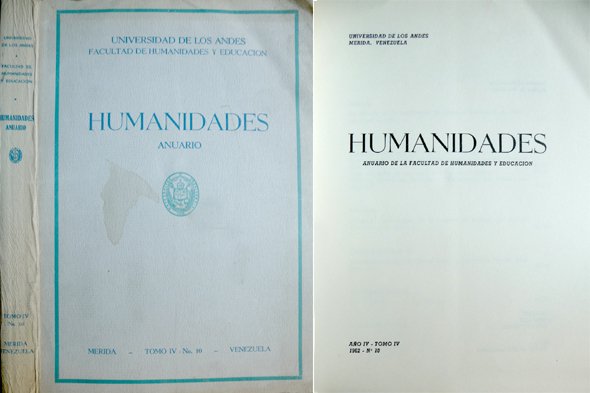 UNIVERSIDAD
DE LOS ANDES
FACULTAD DE
HUMANIDADES
Y EDUCACIÓN
HUMANIDADES
ANUARIO
TOMO IV
No. 10
MERIDA
VENEZUELA
UNIVERSIDAD DE LOS ANDES
FACULTAD DE HUMANIDADES Y EDUCACION
HUMANIDADES
ANUARIO
MERIDA - TOMO IV - No. 10 - VENEZUELA
UNIVERSIDAD DE LOS ANDES
MERIDA, VENEZUELA
HUMANIDADES
ANUARIO DE LA FACULTAD DE HUMANIDADES Y EDUCACION
AÑO IV - TOMO IV
1962 - Nº 10